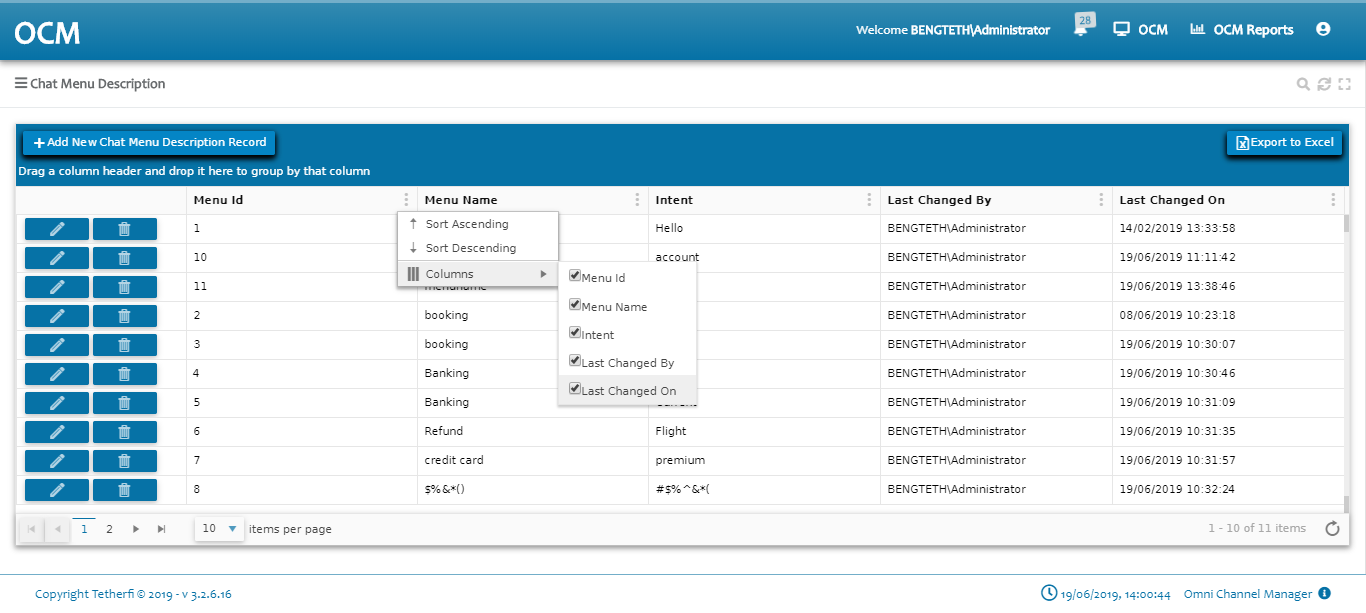 OCM
Welcome BENGTETH\Administrator
28
OCM
OCM Reports
Chat Menu Description
Add New Chat Menu Description Record
Export to Excel
Drag a column header and drop it here to group by that column
Menu Id Menu Name Intent Last Changed By Last Changed On
1 Hello BENGTETH\Administrator 14/02/2019 13:33:58
10 account BENGTETH\Administrator 19/06/2019 11:11:42
11 menuname BENGTETH\Administrator 19/06/2019 13:38:46
2 booking BENGTETH\Administrator 08/06/2019 10:23:18
3 booking BENGTETH\Administrator 19/06/2019 10:30:07
4 Banking BENGTETH\Administrator 19/06/2019 10:30:46
5 Banking BENGTETH\Administrator 19/06/2019 10:31:09
6 Refund Flight BENGTETH\Administrator 19/06/2019 10:31:35
7 credit card premium BENGTETH\Administrator 19/06/2019 10:31:57
8 $%&*() #$%^&*( BENGTETH\Administrator 19/06/2019 10:32:24
Sort Ascending
Sort Descending
Columns
Menu Id
Menu Name
Intent
Last Changed By
Last Changed On
1 2 10 items per page
1 - 10 of 11 items
Copyright Tetherfi © 2019 - v 3.2.6.16
19/06/2019, 14:00:44 Omni Channel Manager